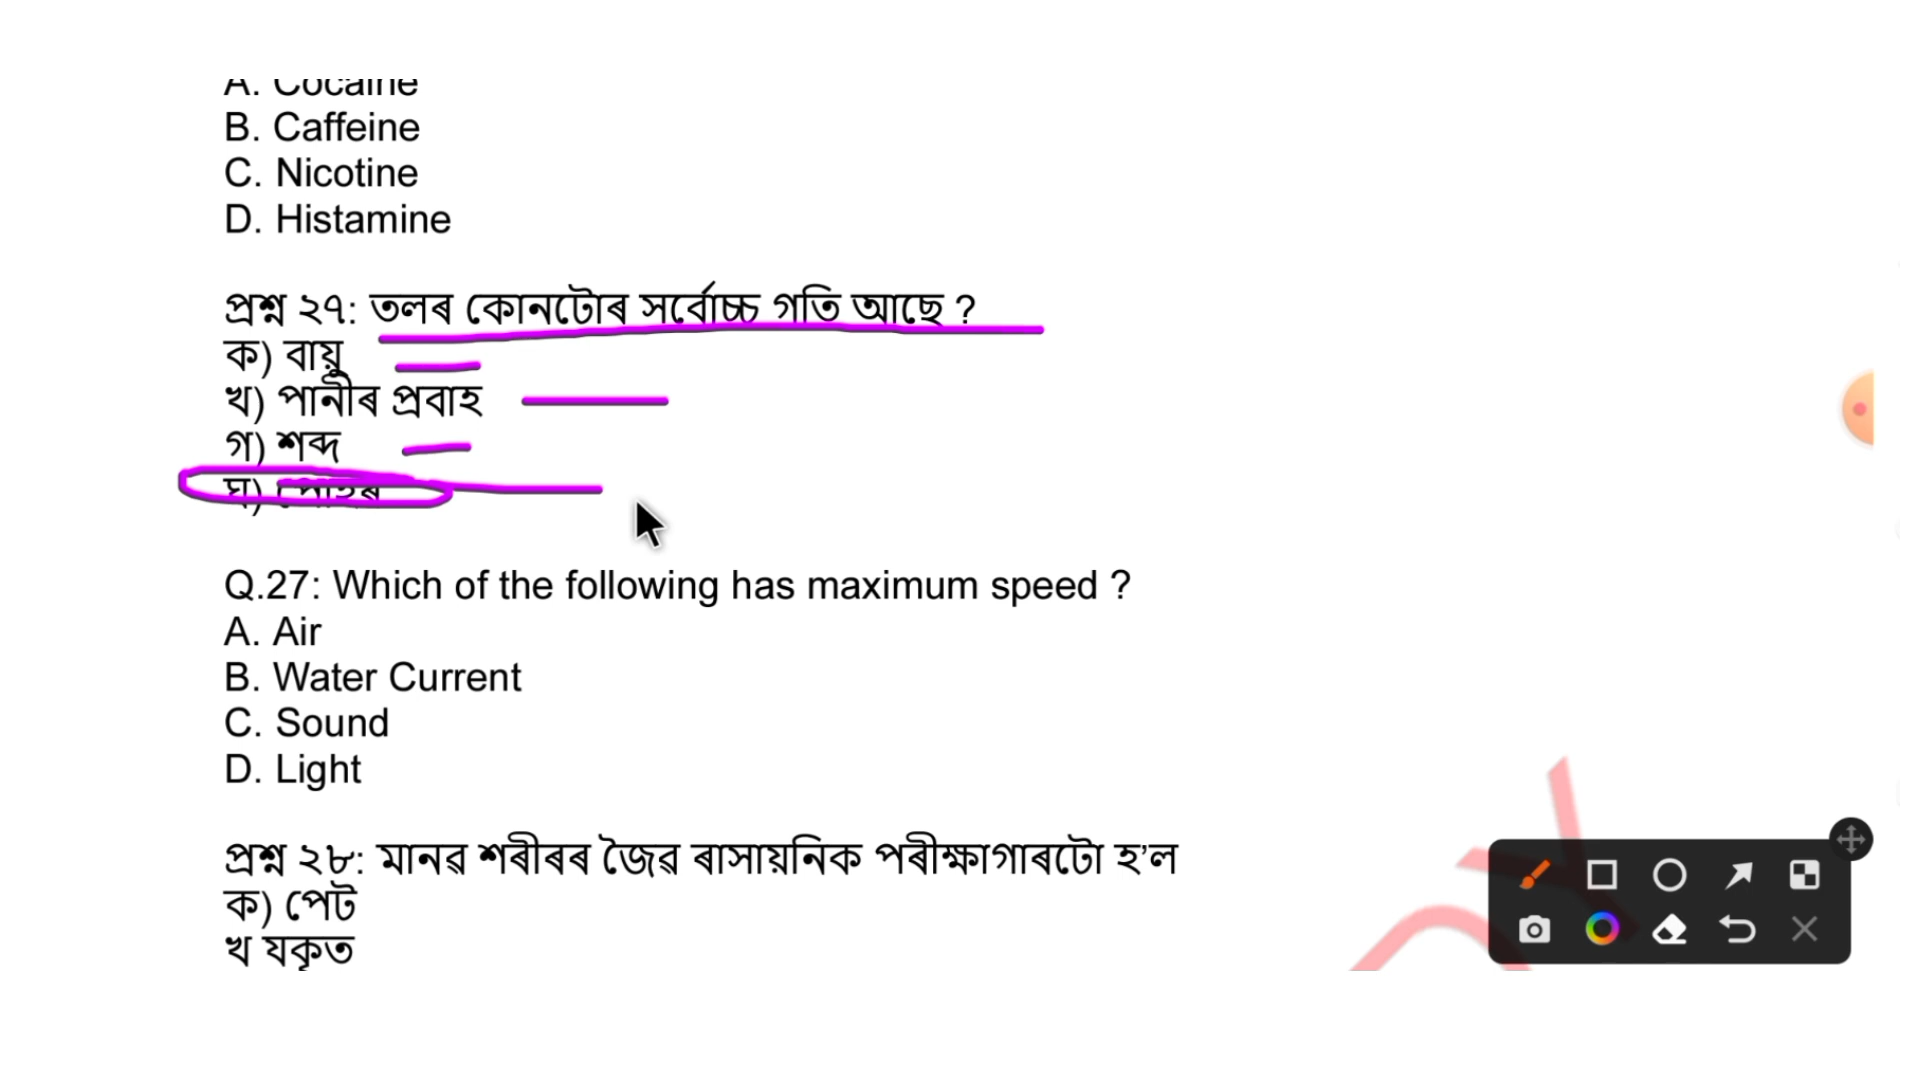 A. Cocaine
B. Caffeine
C. Nicotine
D. Histamine
প্ৰশ্ন ২৭: তলৰ কোনটোৰ সৰ্বোচ্চ গতি আছে ?
ক) বায়ু
খ) পানীৰ প্ৰবাহ
গ) শব্দ
ঘ) পোহৰ
Q.27: Which of the following has maximum speed ?
A. Air
B. Water Current
C. Sound
D. Light
প্ৰশ্ন ২৮: মানৱ শৰীৰৰ জৈৱ ৰাসায়নিক পৰীক্ষাগাৰটো হ’ল
ক) পেট
খ যকৃত